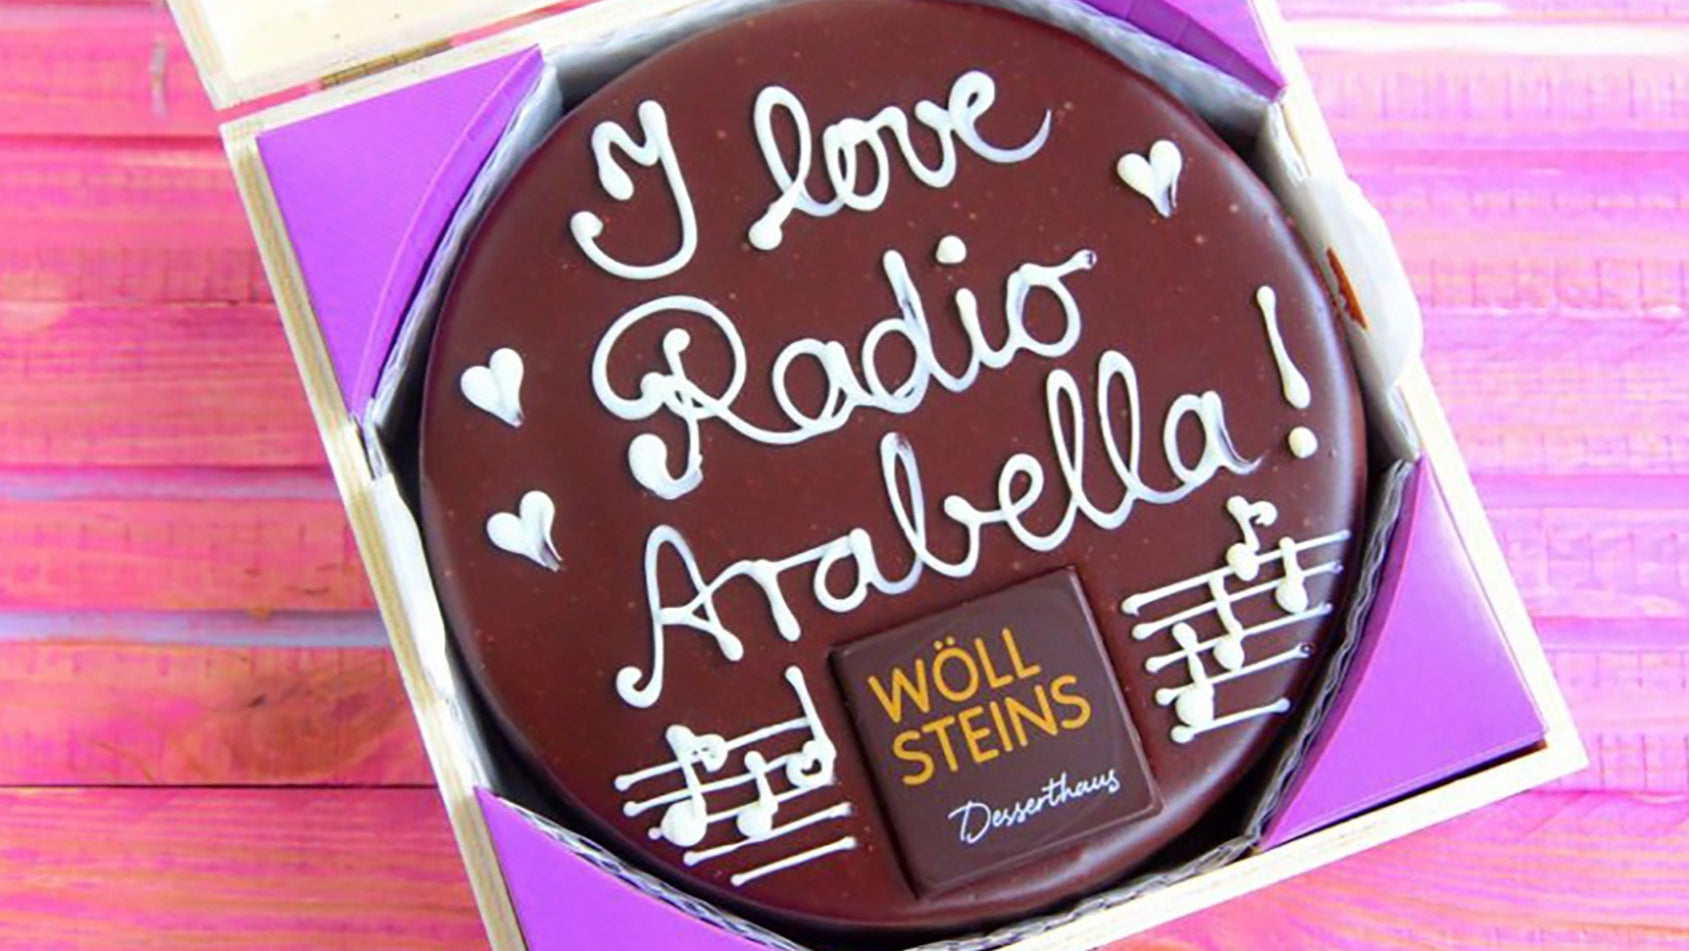 I love
Radio
Arabella!
WÖLL
STEINS
Desserthaus